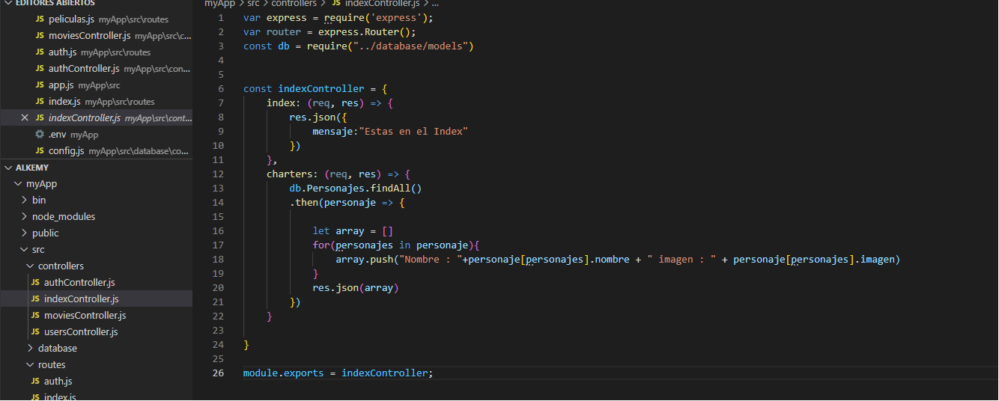 EDITORES ABIERTOS
JS peliculas.js myApp\src\routes
JS moviesController.js myApp\src\c...
JS auth.js myApp\src\routes
JS authController.js myApp\src\con...
JS app.js myApp\src
JS index.js myApp\src\routes
JS indexController.js myApp\src\cont...
.env myApp
JS config.js myApp\src\database\co...
ALKEMY
myApp
bin
node_modules
public
src
controllers
JS authController.js
JS indexController.js
JS moviesController.js
JS usersController.js
database
routes
JS auth.js
JS index.js
myApp > src > controllers > JS indexController.js > ...
1 var express = require('express');
2 var router = express.Router();
3 const db = require("../database/models")
4
5
6 const indexController = {
7 index: (req, res) => {
8 res.json({
9 mensaje:"Estas en el Index"
10 })
11 },
12 charters: (req, res) => {
13 db.Personajes.findAll()
14 .then(personaje => {
15
16 let array = []
17 for(personajes in personaje){
18 array.push("Nombre : "+personaje[personajes].nombre + " imagen : " + personaje[personajes].imagen)
19 }
20 res.json(array)
21 })
22 }
23
24 }
25
26 module.exports = indexController;